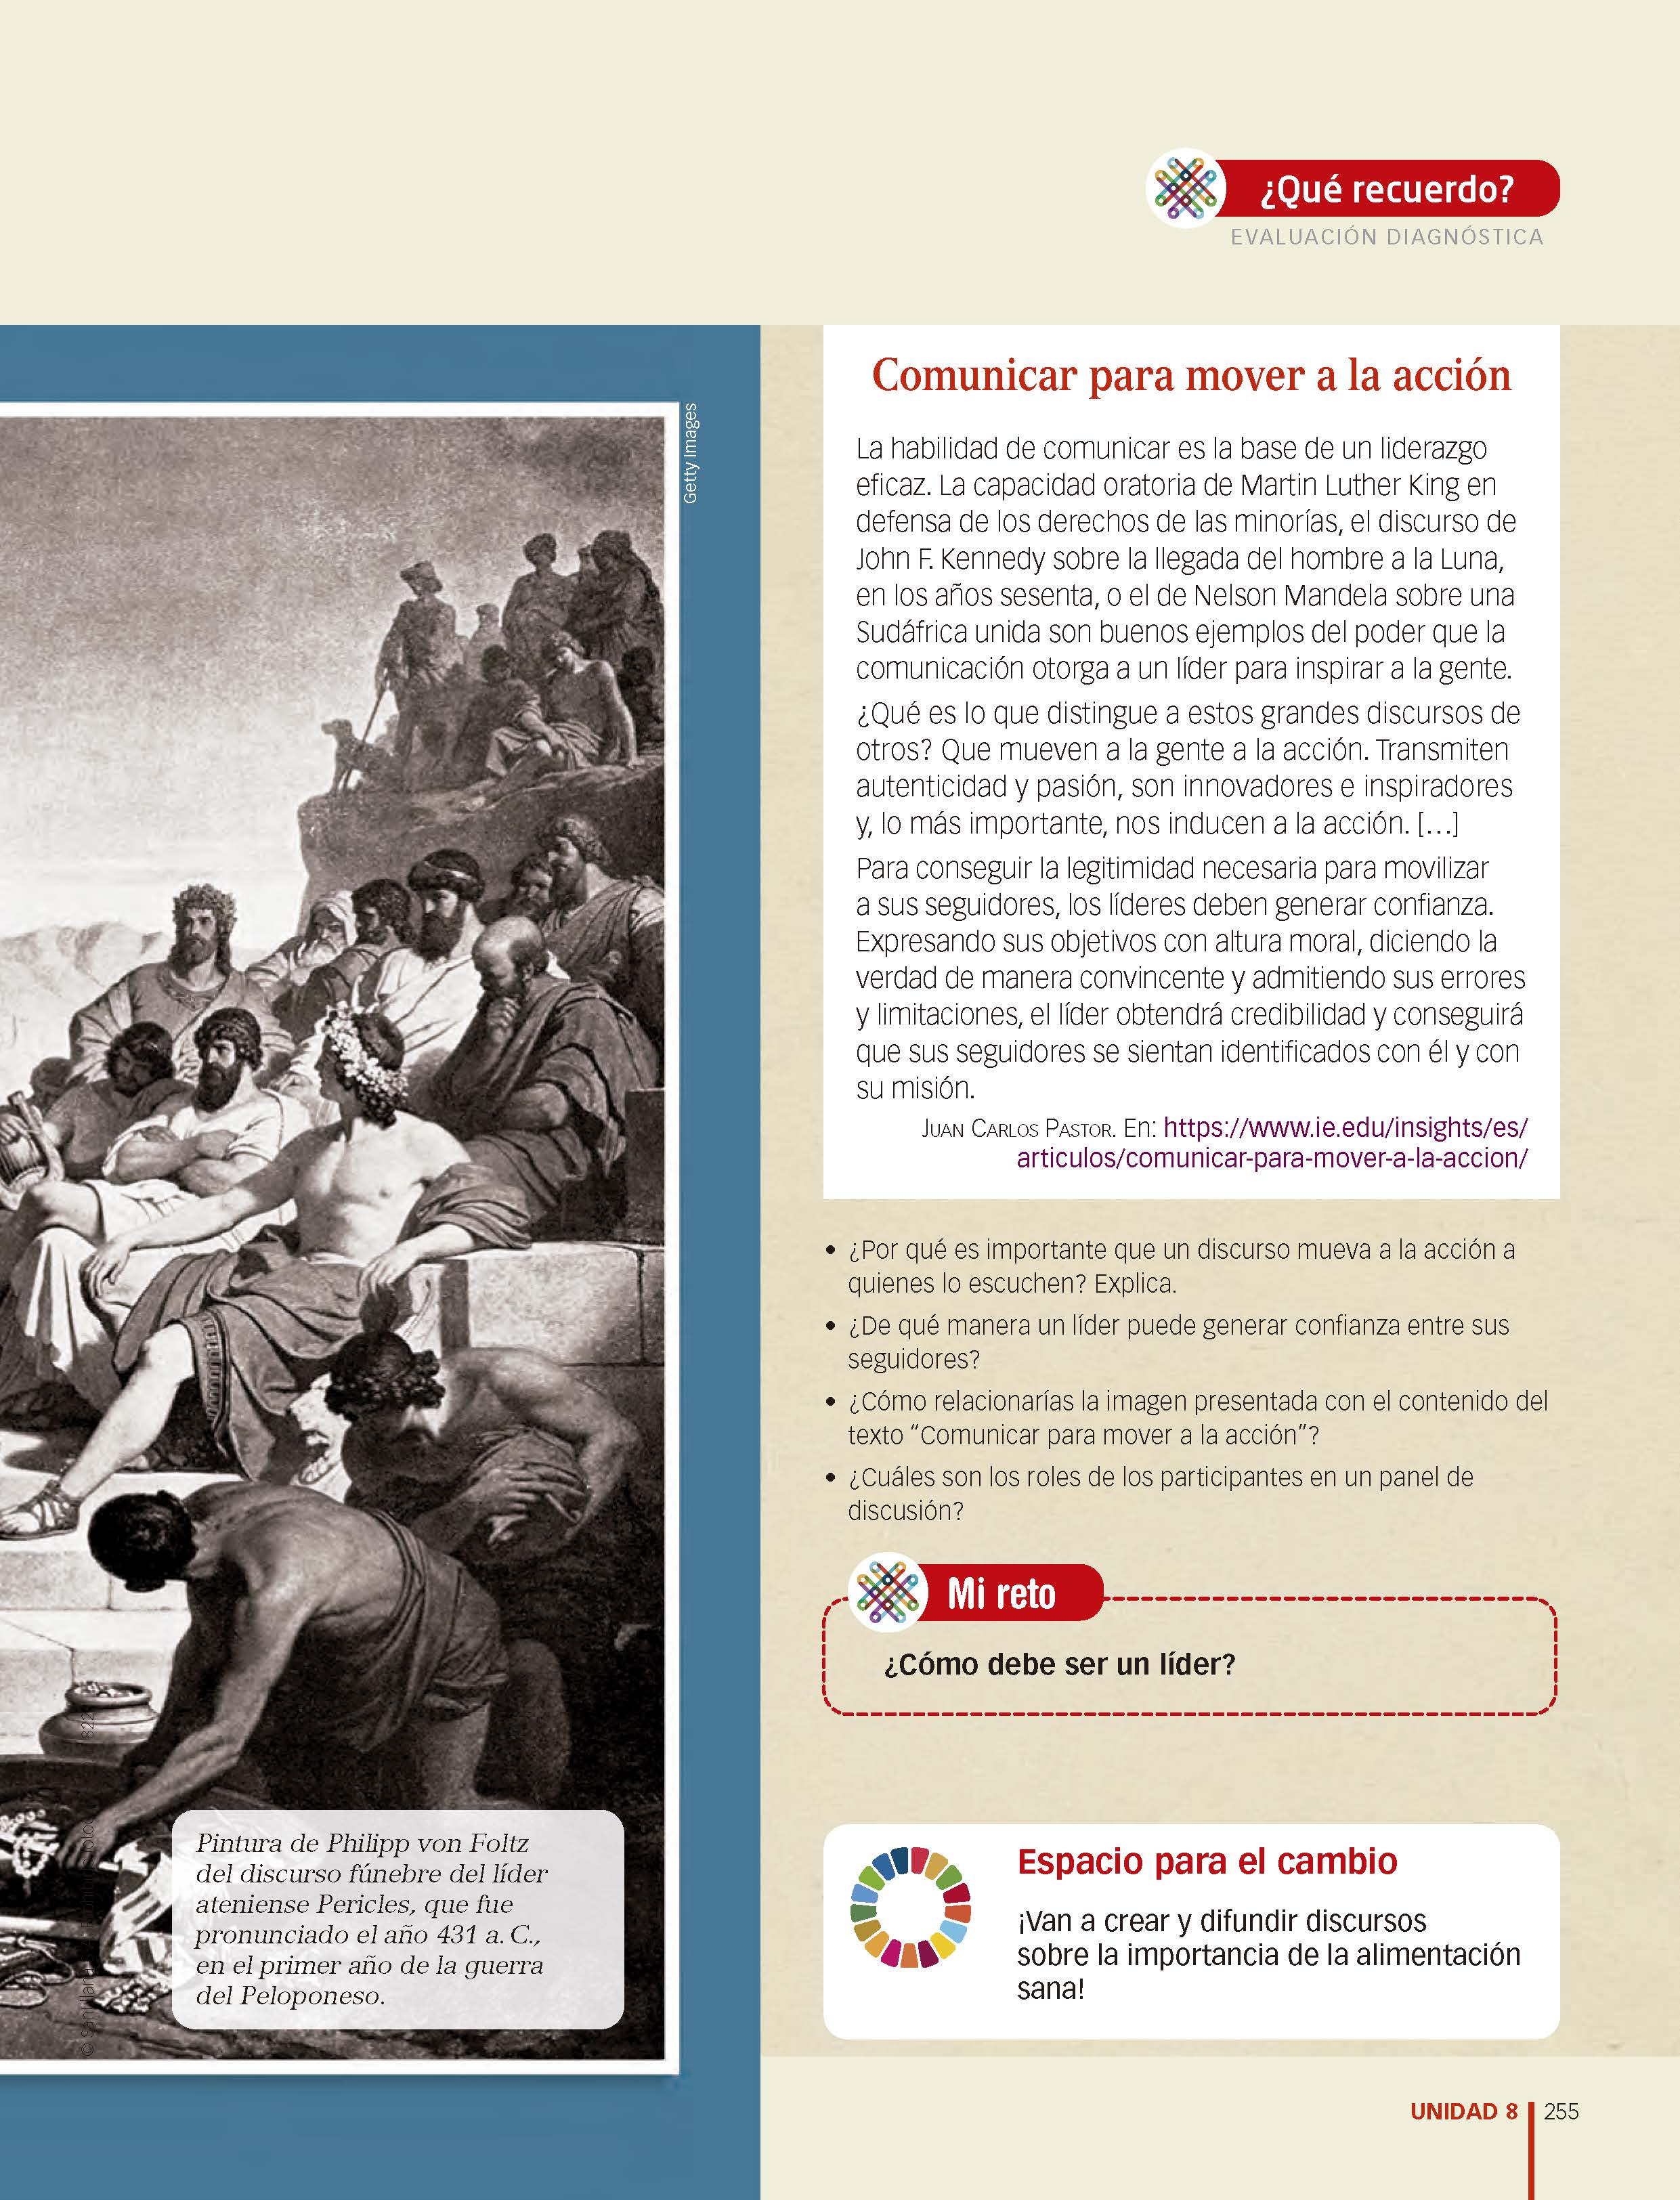 ¿Qué recuerdo?
EVALUACIÓN DIAGNÓSTICA
Getty Images
Comunicar para mover a la acción
La habilidad de comunicar es la base de un liderazgo
eficaz. La capacidad oratoria de Martin Luther King en
defensa de los derechos de las minorías, el discurso de
John F. Kennedy sobre la llegada del hombre a la Luna,
en los años sesenta, o el de Nelson Mandela sobre una
Sudáfrica unida son buenos ejemplos del poder que la
comunicación otorga a un líder para inspirar a la gente.
¿Qué es lo que distingue a estos grandes discursos de
otros? Que mueven a la gente a la acción. Transmiten
autenticidad y pasión, son innovadores e inspiradores
y, lo más importante, nos inducen a la acción. […]
Para conseguir la legitimidad necesaria para movilizar
a sus seguidores, los líderes deben generar confianza.
Expresando sus objetivos con altura moral, diciendo la
verdad de manera convincente y admitiendo sus errores
y limitaciones, el líder obtendrá credibilidad y conseguirá
que sus seguidores se sientan identificados con él y con
su misión.
JUAN CARLOS PASTOR. En: https://www.ie.edu/insights/es/
articulos/comunicar-para-mover-a-la-accion/
• ¿Por qué es importante que un discurso mueva a la acción a
quienes lo escuchen? Explica.
• ¿De qué manera un líder puede generar confianza entre sus
seguidores?
• ¿Cómo relacionarías la imagen presentada con el contenido del
texto “Comunicar para mover a la acción”?
• ¿Cuáles son los roles de los participantes en un panel de
discusión?
Mi reto
¿Cómo debe ser un líder?
Pintura de Philipp von Foltz
del discurso fúnebre del líder
ateniense Pericles, que fue
pronunciado el año 431 a. C.,
en el primer año de la guerra
del Peloponeso.
Espacio para el cambio
¡Van a crear y difundir discursos
sobre la importancia de la alimentación
sana!
UNIDAD 8
255